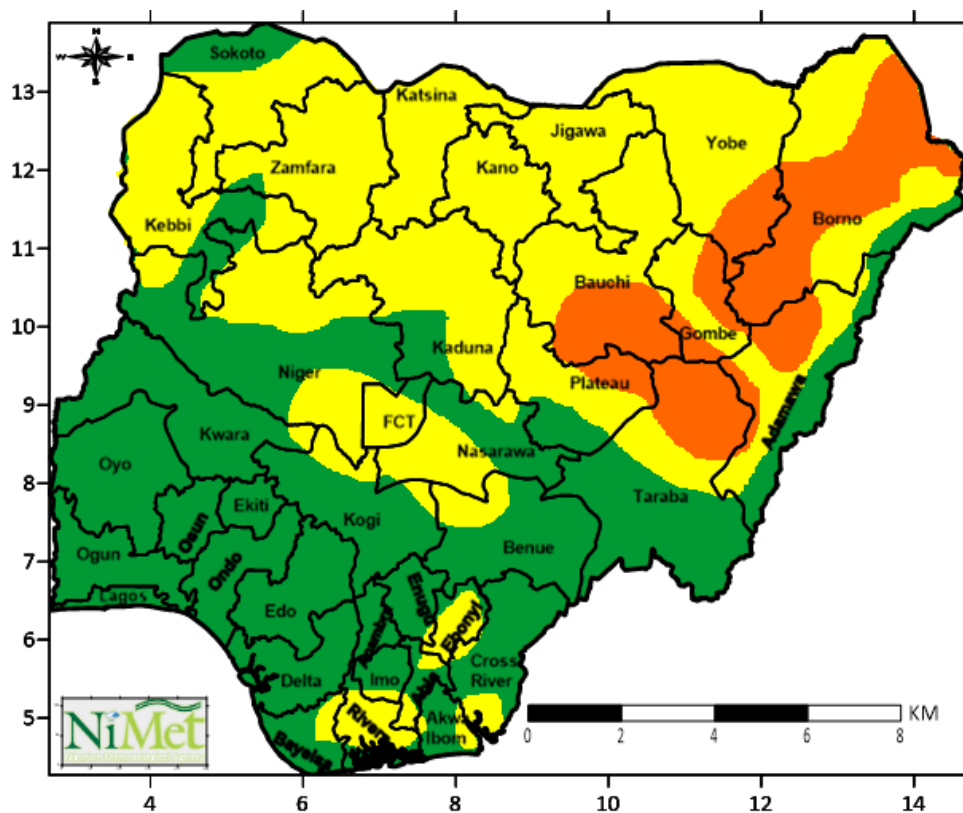 N
W
E
S
Sokoto
Katsina
Jigawa
Yobe
Zamfara
Kano
Borno
Kebbi
Bauchi
Gombe
Kaduna
Niger
Plateau
FCT
Adamawa
Nasarawa
Kwara
Oyo
Taraba
Ekiti
Kogi
Osun
Benue
Ogun
Ondo
Enugu
Lagos
Edo
Anambra
Ebonyi
Cross
River
Delta
Imo
Abia
Rivers
Akwa
Ibom
Bayelsa
NiMet
KM
0 2 4 6 8
13
12
11
10
9
8
7
6
5
4 6 8 10 12 14